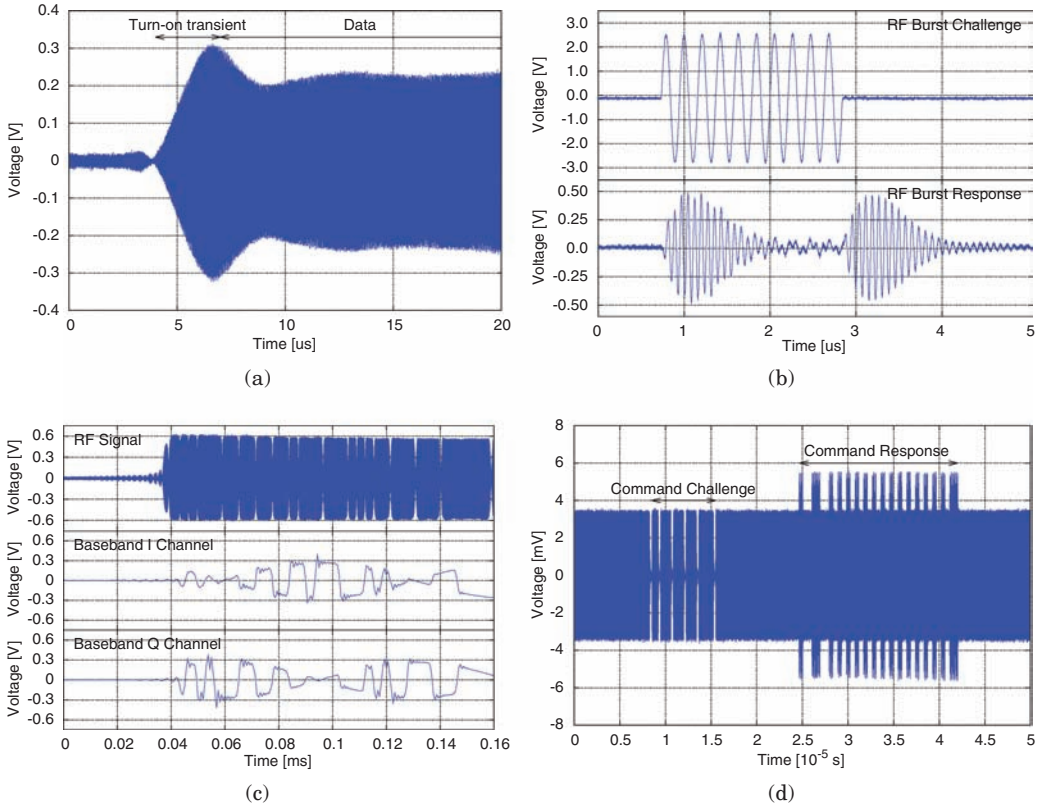 Turn-on transient Data
Voltage [V]
0.4
0.3
0.2
0.1
0
-0.1
-0.2
-0.3
-0.4
0 5 10 15 20
Time [us]
(a)
RF Burst Challenge
Voltage [V]
3.0
2.0
1.0
0.0
-1.0
-2.0
-3.0
RF Burst Response
Voltage [V]
0.50
0.25
0.0
-0.25
-0.50
0 1 2 3 4 5
Time [us]
(b)
RF Signal
Voltage [V]
0.6
0.3
0.0
-0.3
-0.6
Baseband I Channel
Voltage [V]
0.6
0.3
0.0
-0.3
-0.6
Baseband Q Channel
Voltage [V]
0.6
0.3
0.0
-0.3
-0.6
0 0.02 0.04 0.06 0.08 0.1 0.12 0.14 0.16
Time [ms]
(c)
Command Response
Command Challenge
Voltage [mV]
8
6
4
2
0
-2
-4
-6
-8
0 0.5 1 1.5 2 2.5 3 3.5 4 4.5 5
Time [10⁻⁵ s]
(d)